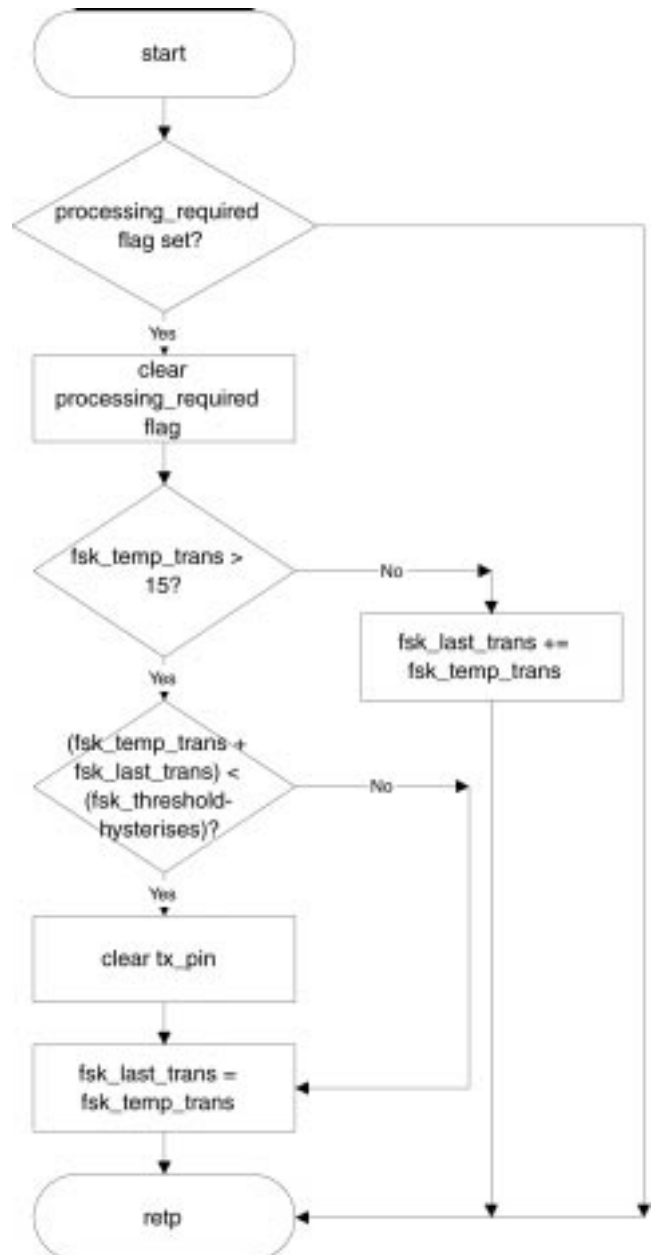 start
processing_required
flag set?
Yes
clear
processing_required
flag
fsk_temp_trans >
15?
No
fsk_last_trans +=
fsk_temp_trans
Yes
(fsk_temp_trans +
fsk_last_trans) <
(fsk_threshold-
hysterises)?
No
Yes
clear tx_pin
fsk_last_trans =
fsk_temp_trans
retp